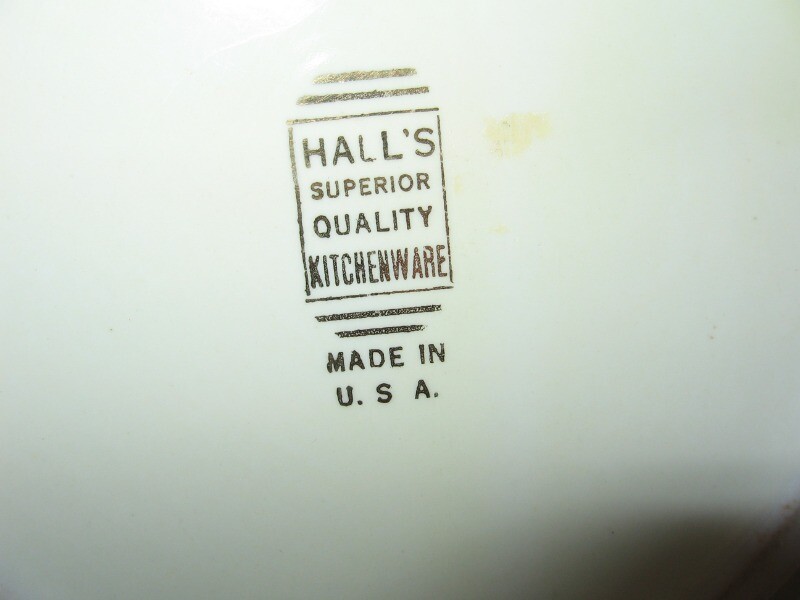 HALL'S
SUPERIOR
QUALITY
KITCHENWARE
MADE IN
U. S A.